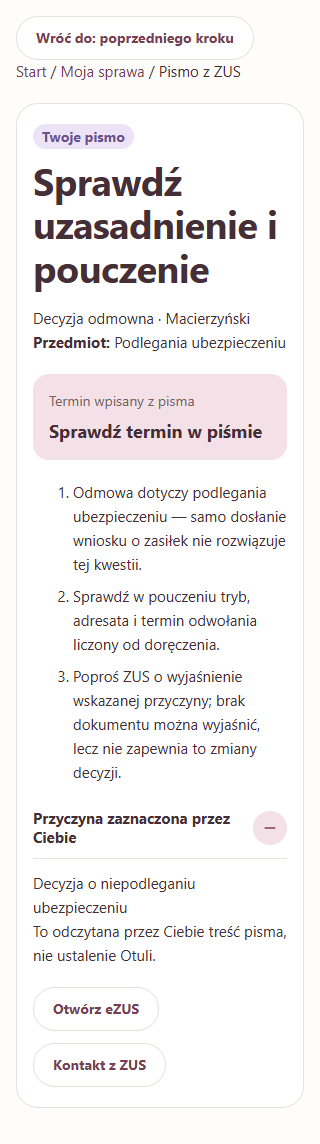 Wróć do: poprzedniego kroku
Start / Moja sprawa / Pismo z ZUS
Twoje pismo
Sprawdź
uzasadnienie i
pouczenie
Decyzja odmowna · Macierzyński
Przedmiot: Podlegania ubezpieczeniu
Termin wpisany z pisma
Sprawdź termin w piśmie
1. Odmowa dotyczy podlegania
ubezpieczeniu — samo dosłanie
wniosku o zasiłek nie rozwiązuje
tej kwestii.
2. Sprawdź w pouczeniu tryb,
adresata i termin odwołania
liczony od doręczenia.
3. Poproś ZUS o wyjaśnienie
wskazanej przyczyny; brak
dokumentu można wyjaśnić,
lecz nie zapewnia to zmiany
decyzji.
Przyczyna zaznaczona przez
Ciebie
Decyzja o niepodleganiu
ubezpieczeniu
To odczytana przez Ciebie treść pisma,
nie ustalenie Otuli.
Otwórz eZUS
Kontakt z ZUS